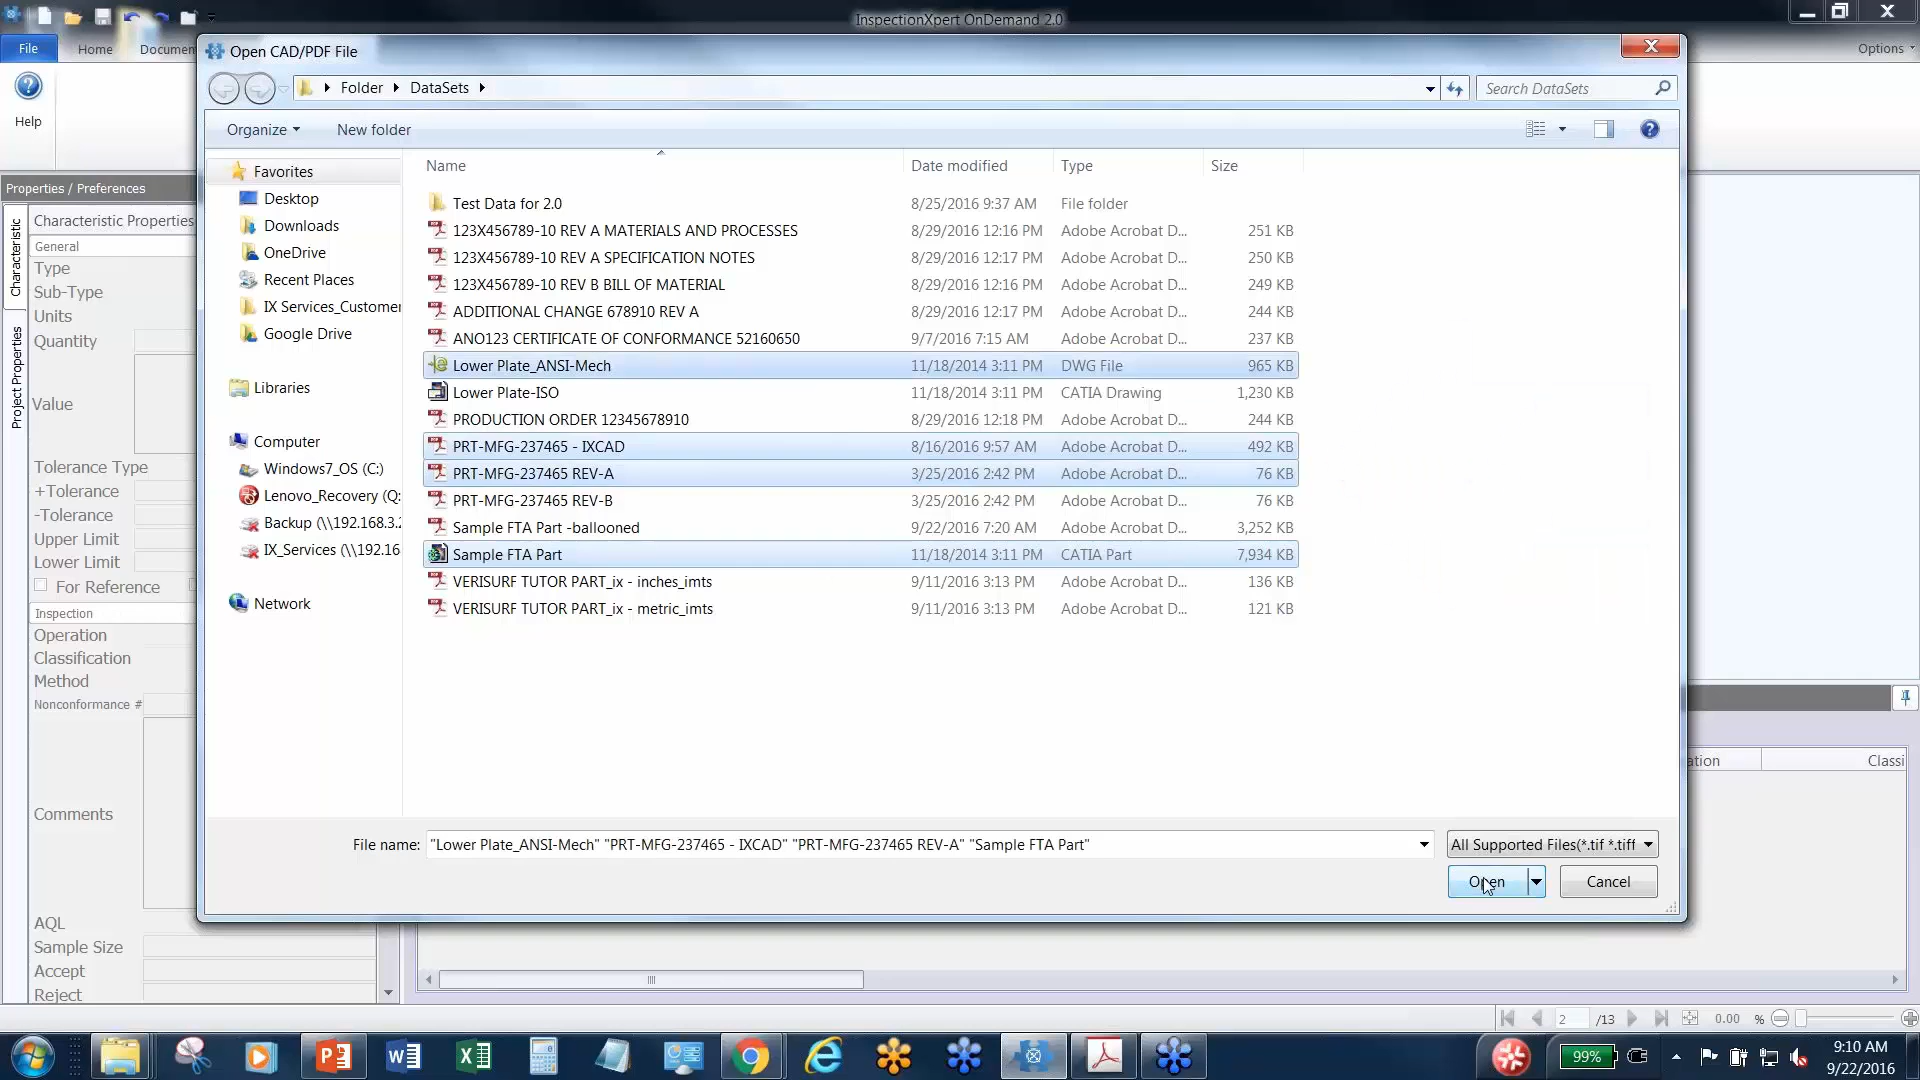 InspectionXpert OnDemand 2.0
File Home Documen Options
Open CAD/PDF File
Folder DataSets
Search DataSets
Help
Organize New folder
Name Date modified Type Size
Favorites
Desktop
Downloads
OneDrive
Recent Places
IX Services_Customer
Google Drive
Libraries
Computer
Windows7_OS (C:)
Lenovo_Recovery (Q:
Backup (\\192.168.3.2
IX_Services (\\192.16
Network
Test Data for 2.0 8/25/2016 9:37 AM File folder
123X456789-10 REV A MATERIALS AND PROCESSES 8/29/2016 12:16 PM Adobe Acrobat D... 251 KB
123X456789-10 REV A SPECIFICATION NOTES 8/29/2016 12:17 PM Adobe Acrobat D... 250 KB
123X456789-10 REV B BILL OF MATERIAL 8/29/2016 12:16 PM Adobe Acrobat D... 249 KB
ADDITIONAL CHANGE 678910 REV A 8/29/2016 12:17 PM Adobe Acrobat D... 244 KB
ANO123 CERTIFICATE OF CONFORMANCE 52160650 9/7/2016 7:15 AM Adobe Acrobat D... 237 KB
Lower Plate_ANSI-Mech 11/18/2014 3:11 PM DWG File 965 KB
Lower Plate-ISO 11/18/2014 3:11 PM CATIA Drawing 1,230 KB
PRODUCTION ORDER 12345678910 8/29/2016 12:18 PM Adobe Acrobat D... 244 KB
PRT-MFG-237465 - IXCAD 8/16/2016 9:57 AM Adobe Acrobat D... 492 KB
PRT-MFG-237465 REV-A 3/25/2016 2:42 PM Adobe Acrobat D... 76 KB
PRT-MFG-237465 REV-B 3/25/2016 2:42 PM Adobe Acrobat D... 76 KB
Sample FTA Part -ballooned 9/22/2016 7:20 AM Adobe Acrobat D... 3,252 KB
Sample FTA Part 11/18/2014 3:11 PM CATIA Part 7,934 KB
VERISURF TUTOR PART_ix - inches_imts 9/11/2016 3:13 PM Adobe Acrobat D... 136 KB
VERISURF TUTOR PART_ix - metric_imts 9/11/2016 3:13 PM Adobe Acrobat D... 121 KB
File name: "Lower Plate_ANSI-Mech" "PRT-MFG-237465 - IXCAD" "PRT-MFG-237465 REV-A" "Sample FTA Part"
All Supported Files(*.tif *.tiff
Open Cancel
Properties / Preferences
Characteristic
Project Properties
Characteristic Properties
General
Type
Sub-Type
Units
Quantity
Value
Tolerance Type
+Tolerance
-Tolerance
Upper Limit
Lower Limit
For Reference
Inspection
Operation
Classification
Method
Nonconformance #
Comments
AQL
Sample Size
Accept
Reject
ation Classi
2 /13 0.00 %
99%
9:10 AM
9/22/2016